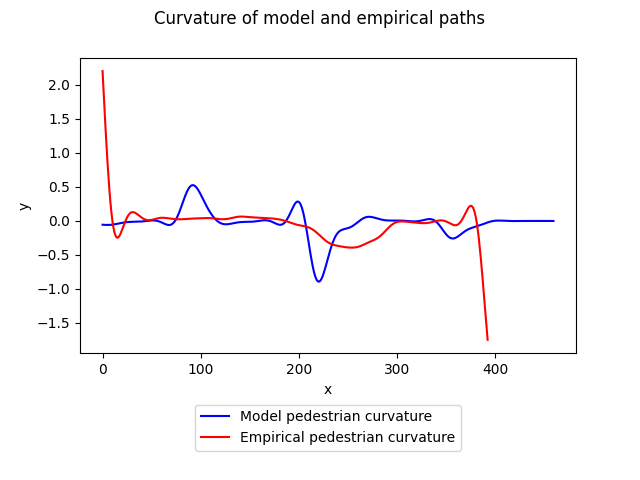 Curvature of model and empirical paths
2.0
1.5
1.0
0.5
0.0
−0.5
−1.0
−1.5
y
0 100 200 300 400
x
Model pedestrian curvature
Empirical pedestrian curvature